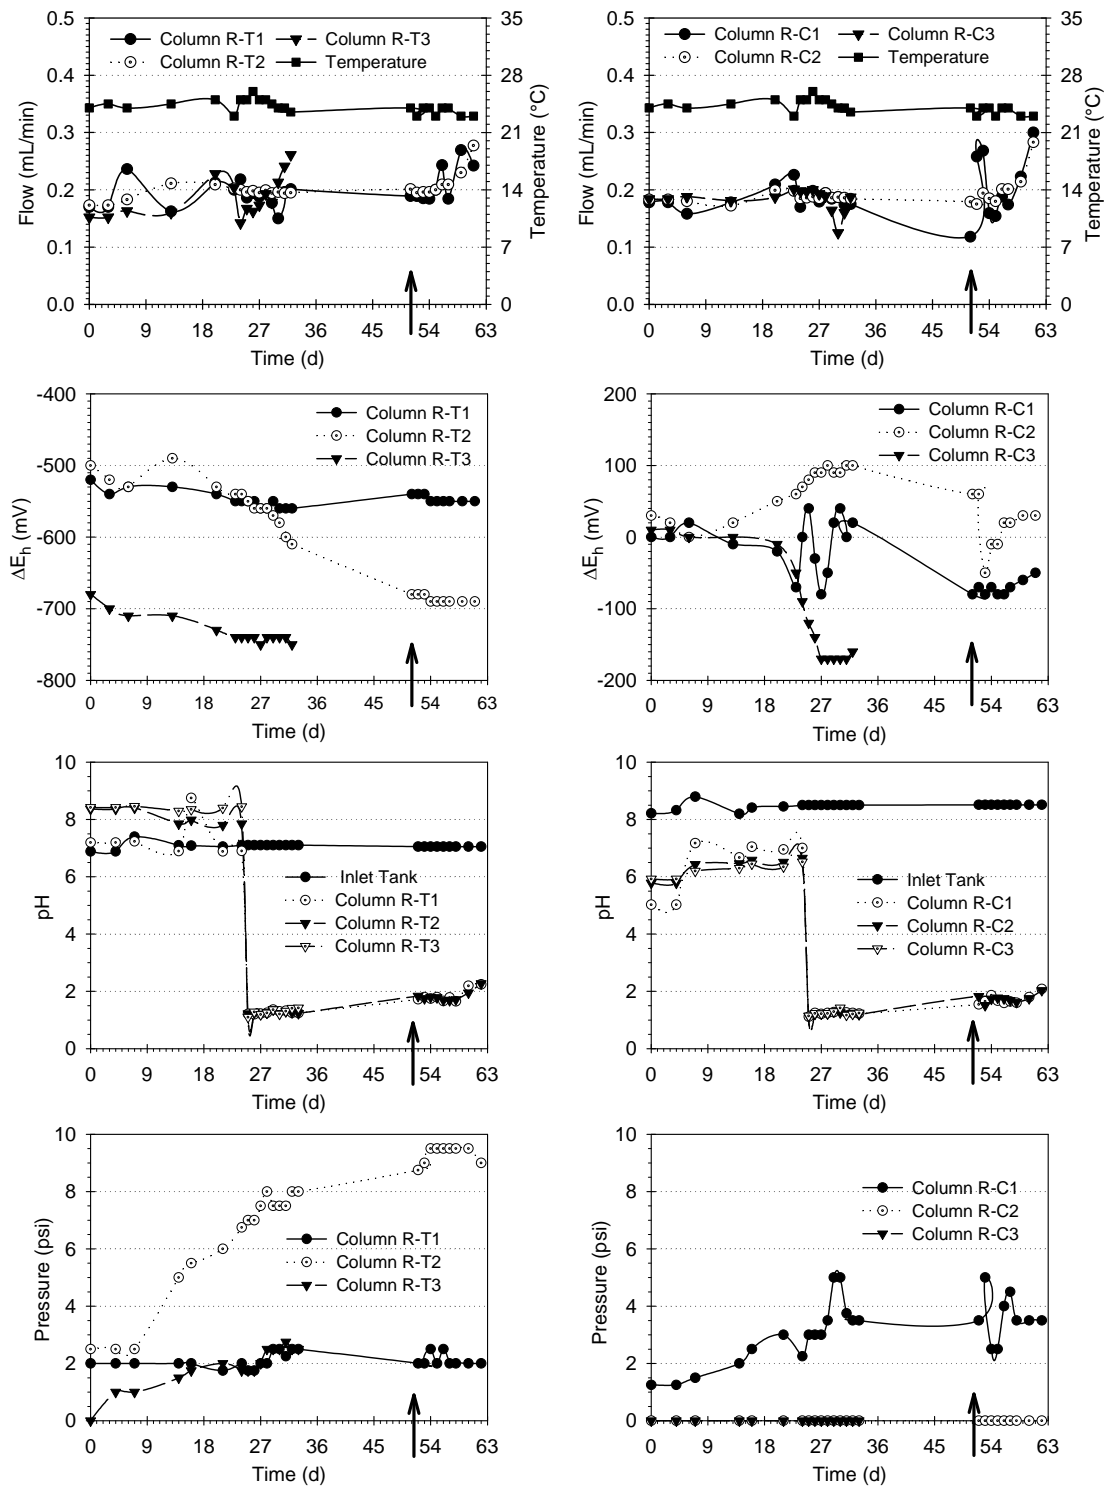 0.5
0.4
0.3
0.2
0.1
0.0
Flow (mL/min)
Column R-T1
Column R-T3
Column R-T2
Temperature
35
28
21
14
7
0
Temperature (°C)
0 9 18 27 36 45 54 63
Time (d)
0.5
0.4
0.3
0.2
0.1
0.0
Flow (mL/min)
Column R-C1
Column R-C3
Column R-C2
Temperature
35
28
21
14
7
0
Temperature (°C)
0 9 18 27 36 45 54 63
Time (d)
-400
-500
-600
-700
-800
ΔEh (mV)
Column R-T1
Column R-T2
Column R-T3
0 9 18 27 36 45 54 63
Time (d)
200
100
0
-100
-200
ΔEh (mV)
Column R-C1
Column R-C2
Column R-C3
0 9 18 27 36 45 54 63
Time (d)
10
8
6
4
2
0
pH
Inlet Tank
Column R-T1
Column R-T2
Column R-T3
0 9 18 27 36 45 54 63
Time (d)
10
8
6
4
2
0
pH
Inlet Tank
Column R-C1
Column R-C2
Column R-C3
0 9 18 27 36 45 54 63
Time (d)
10
8
6
4
2
0
Pressure (psi)
Column R-T1
Column R-T2
Column R-T3
0 9 18 27 36 45 54 63
Time (d)
10
8
6
4
2
0
Pressure (psi)
Column R-C1
Column R-C2
Column R-C3
0 9 18 27 36 45 54 63
Time (d)